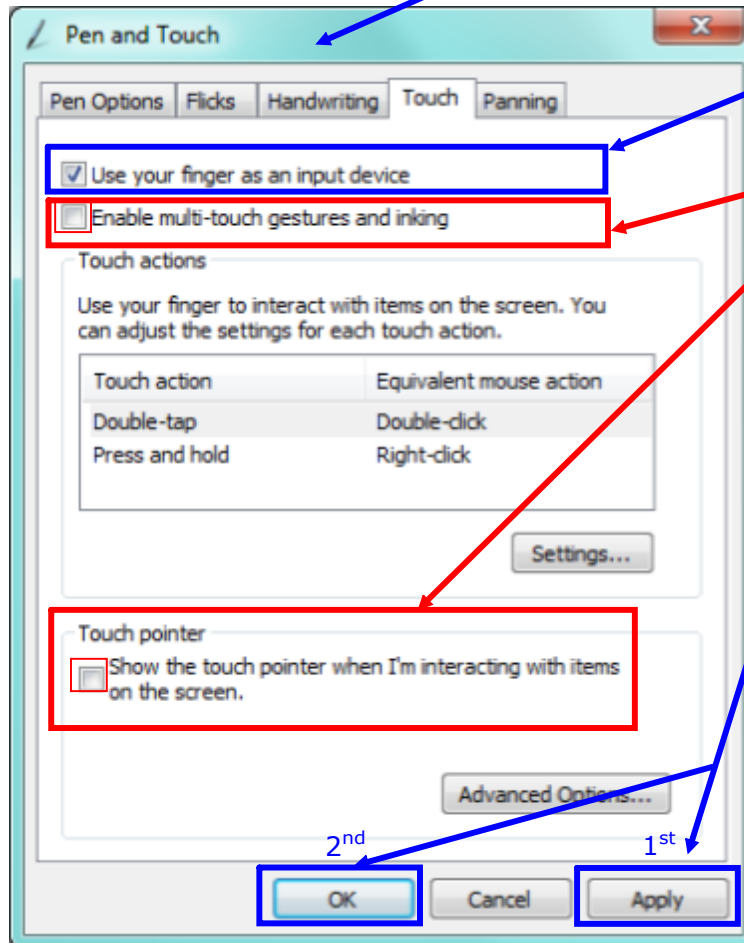 Pen and Touch
Pen Options Flicks Handwriting Touch Panning
Use your finger as an input device
Enable multi-touch gestures and inking
Touch actions
Use your finger to interact with items on the screen. You
can adjust the settings for each touch action.
Touch action Equivalent mouse action
Double-tap Double-click
Press and hold Right-click
Settings...
Touch pointer
Show the touch pointer when I'm interacting with items
on the screen.
Advanced Options...
2nd 1st
OK Cancel Apply